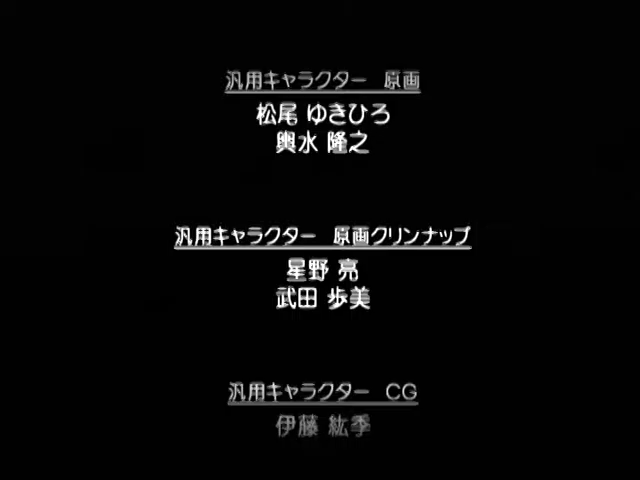 汎用キャラクター 原画
松尾 ゆきひろ
輿水 隆之
汎用キャラクター 原画クリンナップ
星野 亮
武田 歩美
汎用キャラクター CG
伊藤 紘季